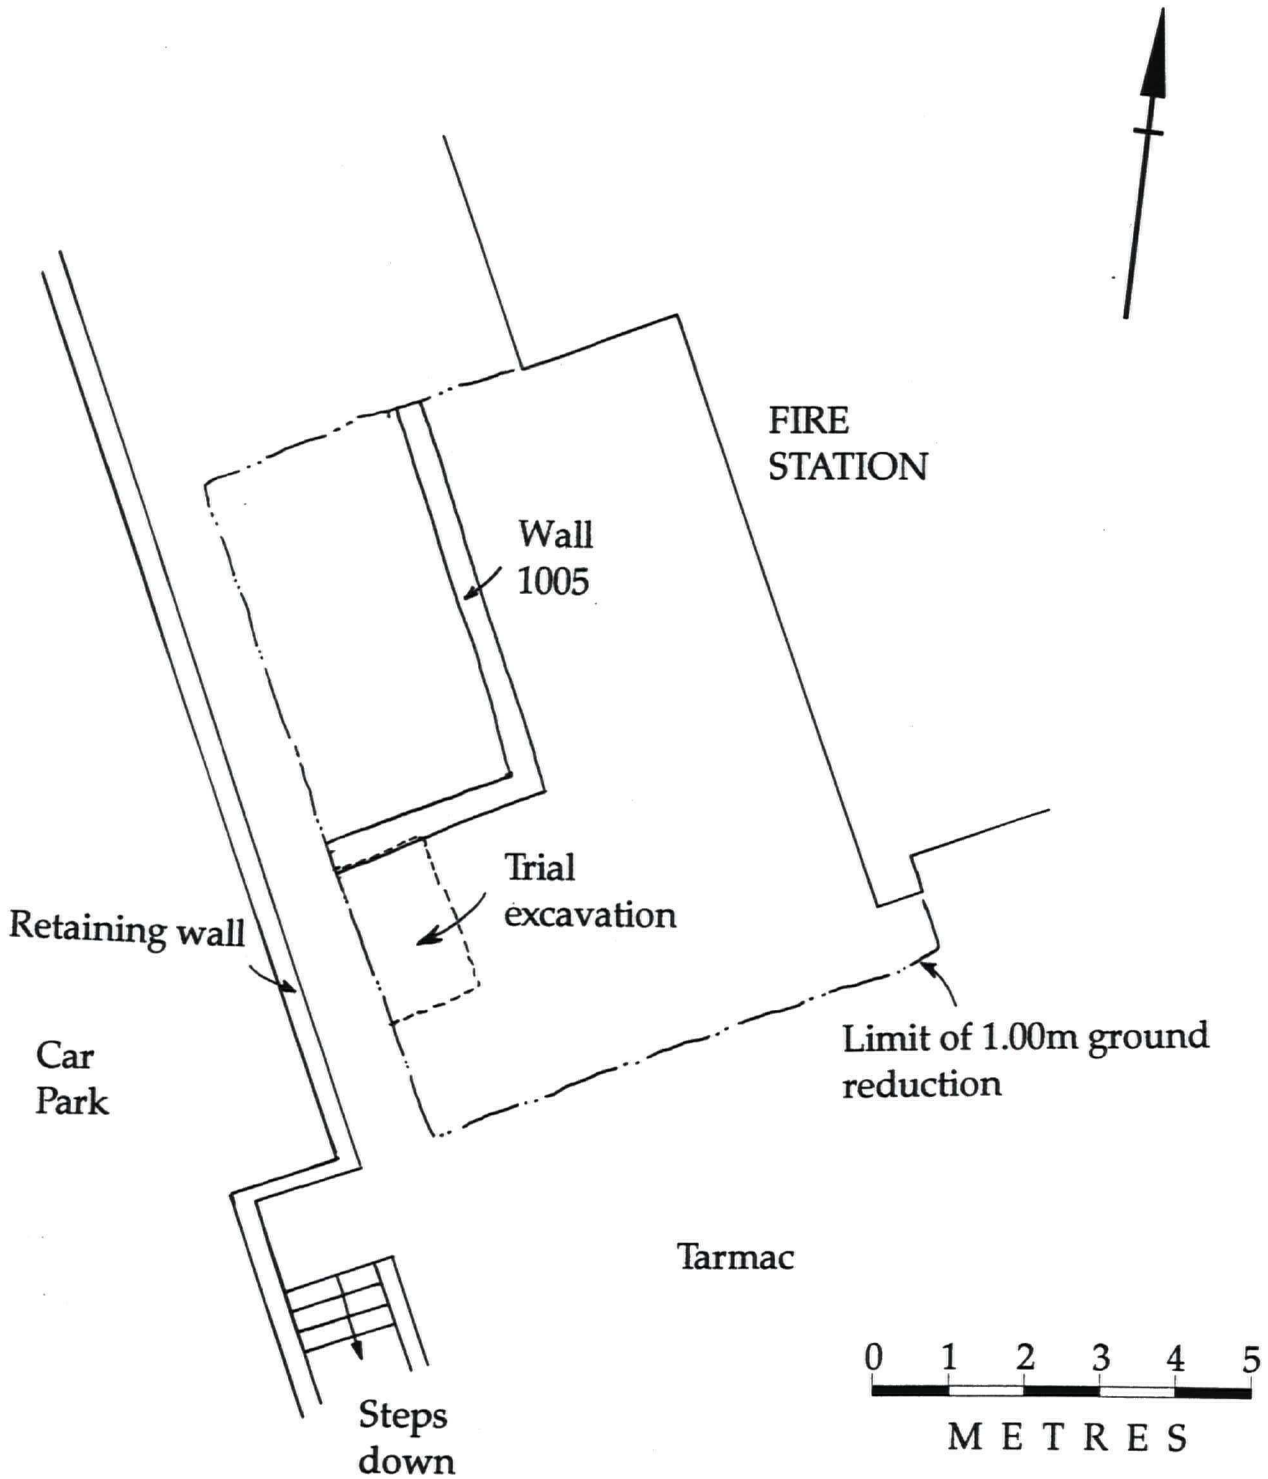 FIRE
STATION
Wall
1005
Trial
excavation
Retaining wall
Car
Park
Limit of 1.00m ground
reduction
Tarmac
Steps
down
0 1 2 3 4 5
METRES